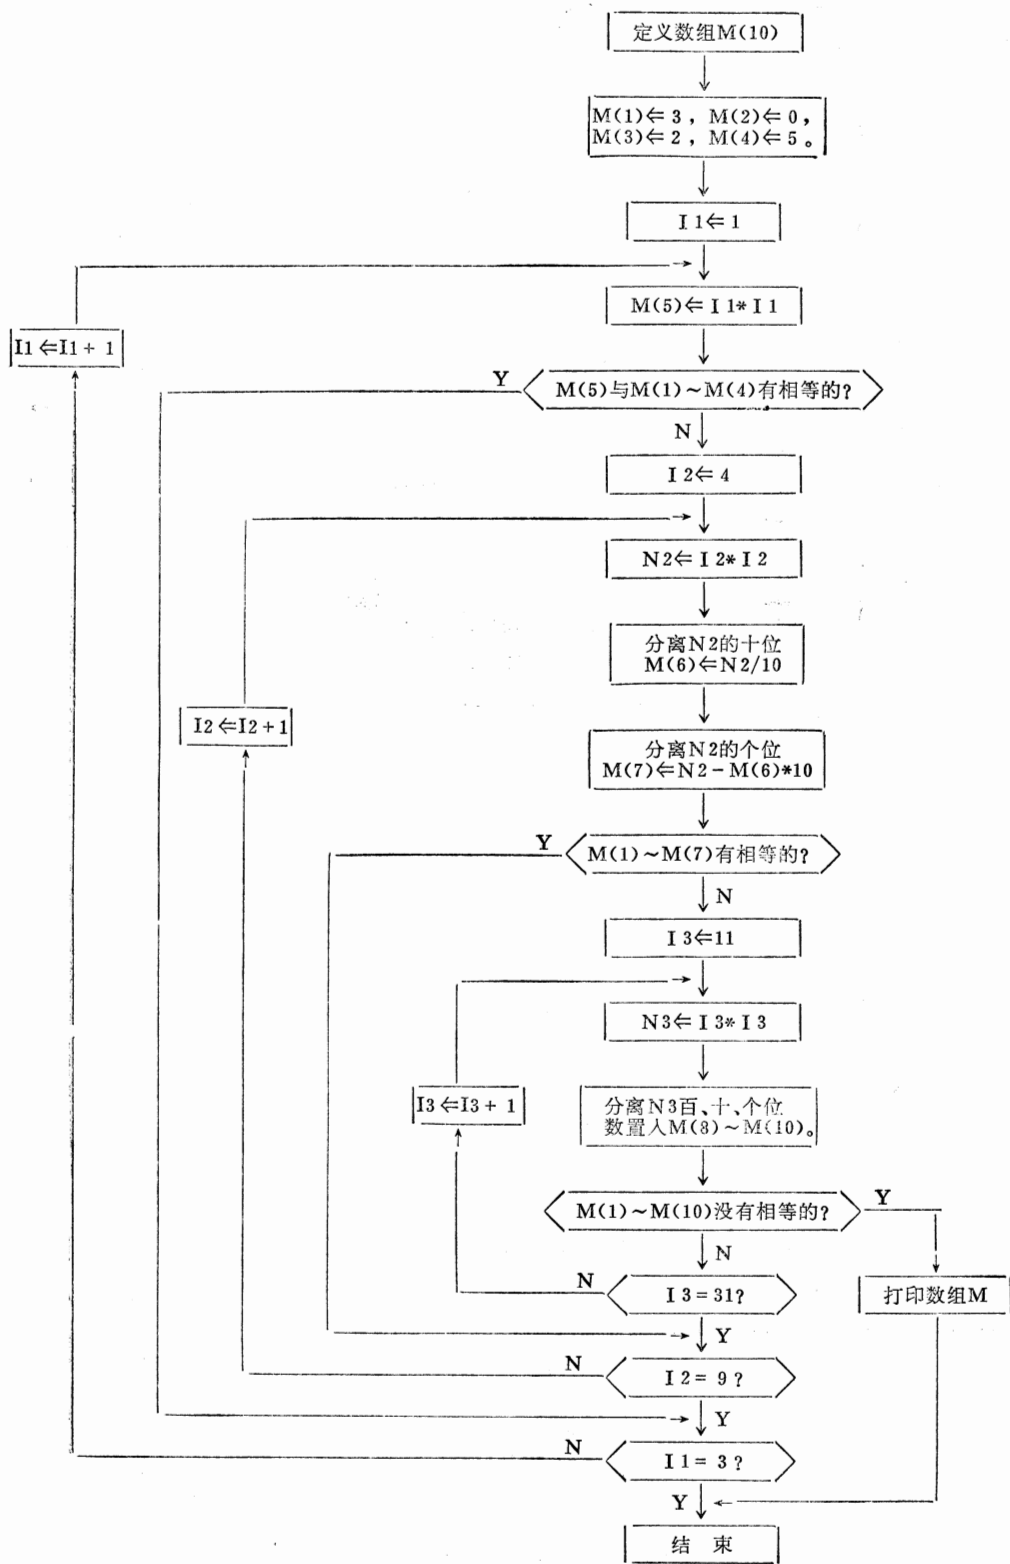 定义数组M(10)
M(1)⇐3，M(2)⇐0，
M(3)⇐2，M(4)⇐5。
I1⇐1
M(5)⇐I1*I1
I1⇐I1+1
Y
M(5)与M(1)~M(4)有相等的?
N
I2⇐4
N2⇐I2*I2
分离N2的十位
M(6)⇐N2/10
I2⇐I2+1
分离N2的个位
M(7)⇐N2-M(6)*10
Y
M(1)~M(7)有相等的?
N
I3⇐11
N3⇐I3*I3
I3⇐I3+1
分离N3百、十、个位
数置入M(8)~M(10)。
M(1)~M(10)没有相等的?
Y
N
N
I3=31?
打印数组M
Y
N
I2=9?
Y
N
I1=3?
Y
结 束